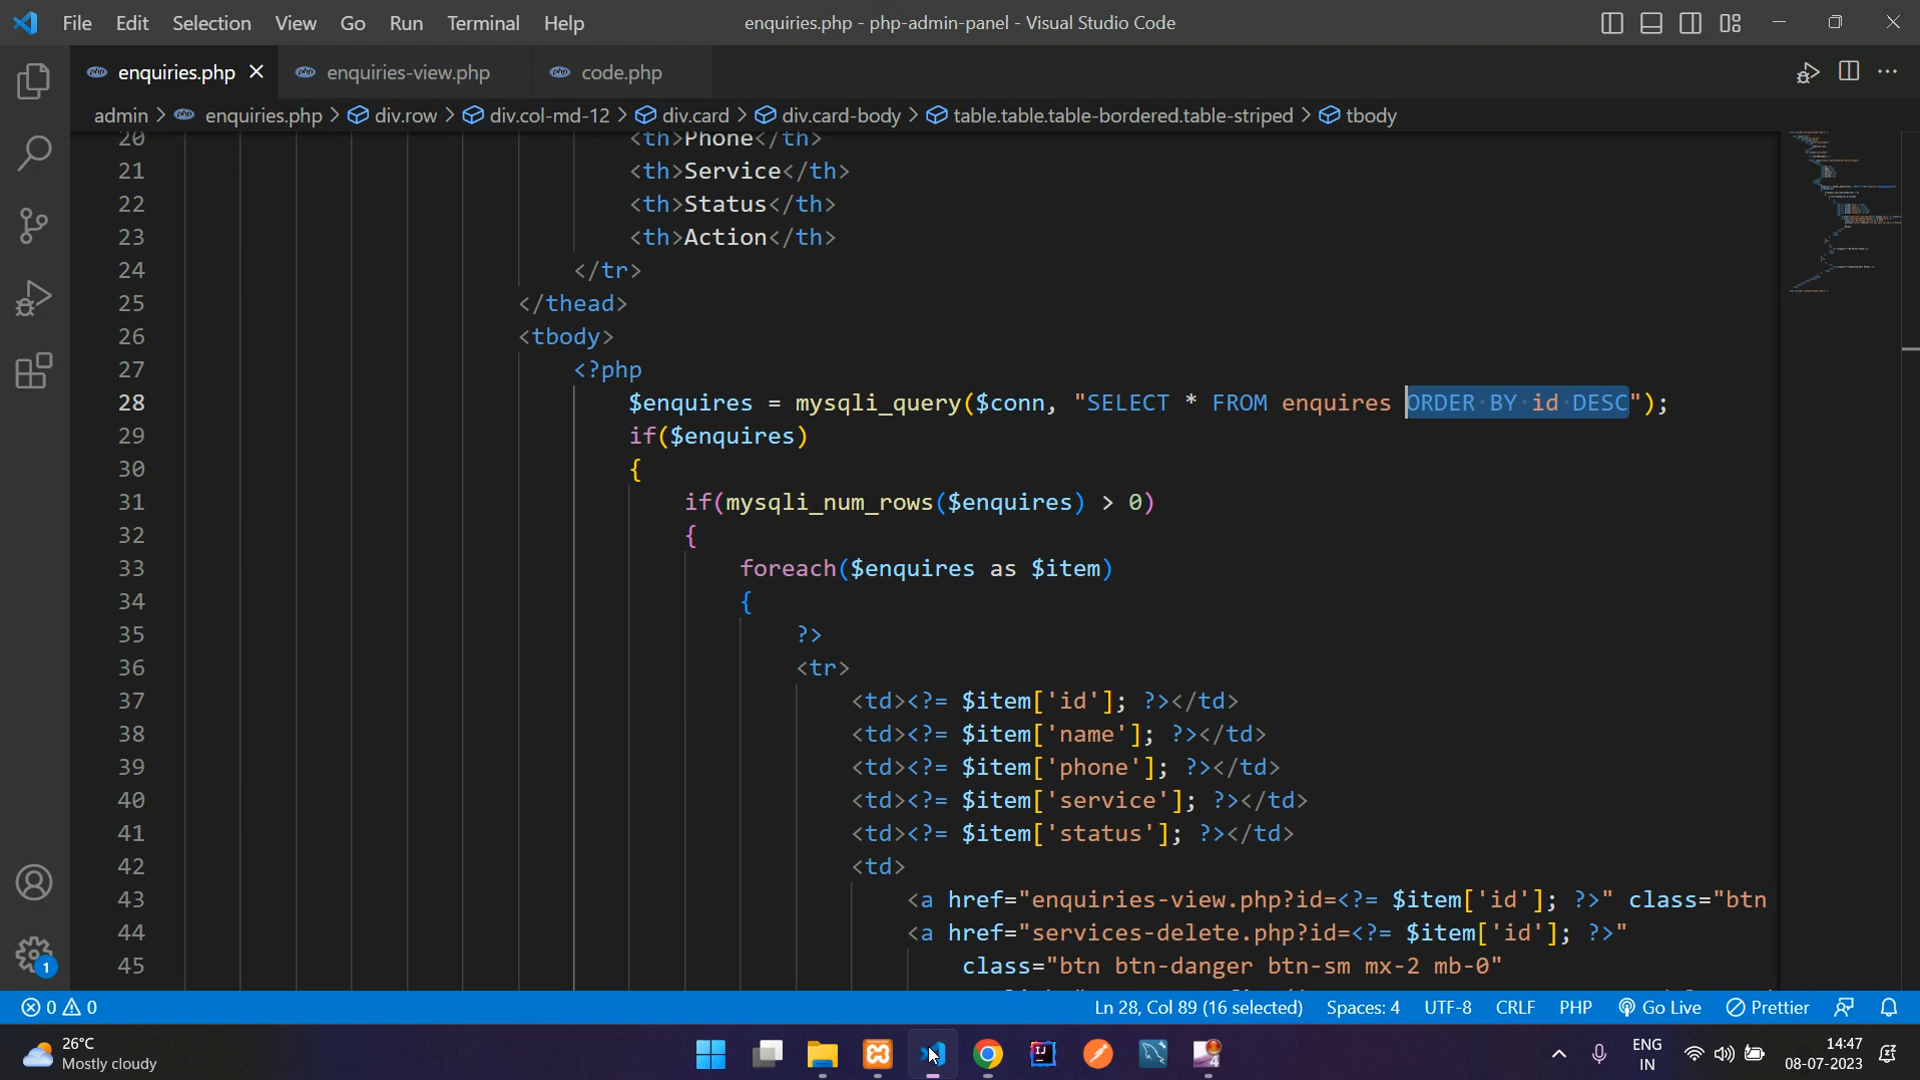 File Edit Selection View Go Run Terminal Help enquiries.php - php-admin-panel - Visual Studio Code
enquiries.php enquiries-view.php code.php
admin > enquiries.php > div.row > div.col-md-12 > div.card > div.card-body > table.table.table-bordered.table-striped > tbody
20 <th>Phone</th>
21 <th>Service</th>
22 <th>Status</th>
23 <th>Action</th>
24 </tr>
25 </thead>
26 <tbody>
27 <?php
28 $enquires = mysqli_query($conn, "SELECT * FROM enquires ORDER BY id DESC");
29 if($enquires)
30 {
31 if(mysqli_num_rows($enquires) > 0)
32 {
33 foreach($enquires as $item)
34 {
35 ?>
36 <tr>
37 <td><?= $item['id']; ?></td>
38 <td><?= $item['name']; ?></td>
39 <td><?= $item['phone']; ?></td>
40 <td><?= $item['service']; ?></td>
41 <td><?= $item['status']; ?></td>
42 <td>
43 <a href="enquiries-view.php?id=<?= $item['id']; ?>" class="btn
44 <a href="services-delete.php?id=<?= $item['id']; ?>"
45 class="btn btn-danger btn-sm mx-2 mb-0"
1
0 0 Ln 28, Col 89 (16 selected) Spaces: 4 UTF-8 CRLF PHP Go Live Prettier
26°C ENG 14:47
Mostly cloudy IN 08-07-2023